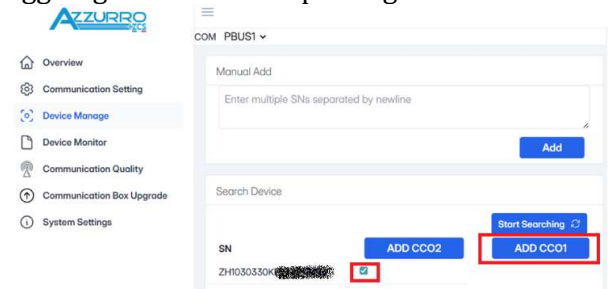 AZZURRO
ZCS
COM PBUS1
Overview
Communication Setting
Device Manage
Device Monitor
Communication Quality
Communication Box Upgrade
System Settings
Manual Add
Enter multiple SNs separated by newline
Add
Search Device
Start Searching
SN
ADD CCO2
ADD CCO1
ZH1030330K